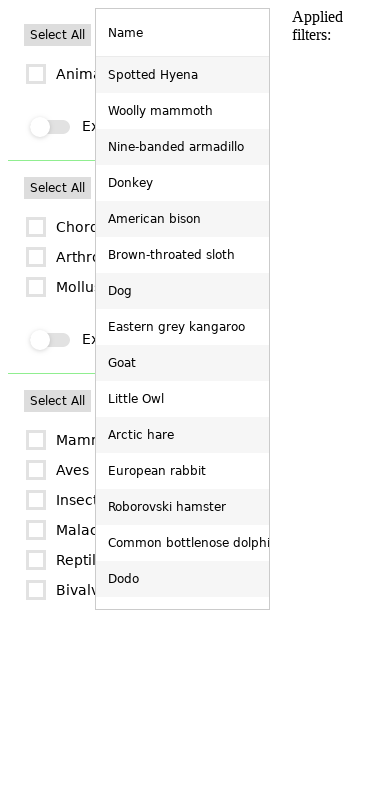 Select All
Anima
Ex
Select All
Chord
Arthro
Mollus
Ex
Select All
Mamm
Aves
Insect
Malac
Reptil
Bivalv
Name
Spotted Hyena
Woolly mammoth
Nine-banded armadillo
Donkey
American bison
Brown-throated sloth
Dog
Eastern grey kangaroo
Goat
Little Owl
Arctic hare
European rabbit
Roborovski hamster
Common bottlenose dolphi
Dodo
Applied
filters: